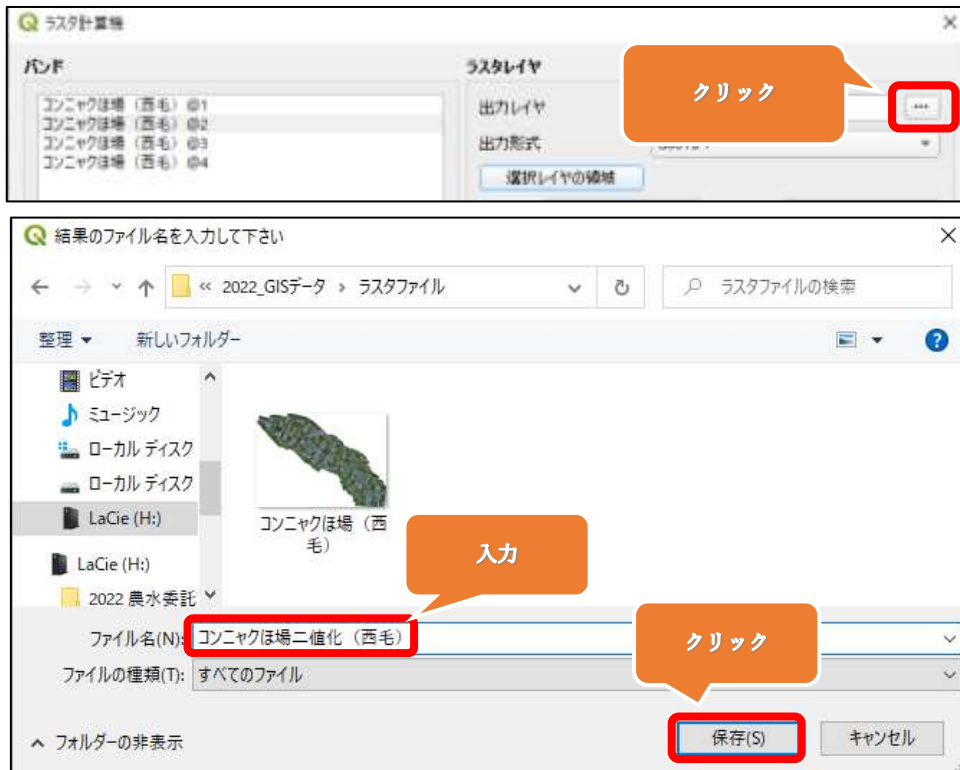 ラスタ計算機
バンド
コンニャクほ場（西毛）@1
コンニャクほ場（西毛）@2
コンニャクほ場（西毛）@3
コンニャクほ場（西毛）@4
ラスタレイヤ
出力レイヤ
...
出力形式
選択レイヤの領域
クリック
結果のファイル名を入力して下さい
« 2022_GISデータ › ラスタファイル
ラスタファイルの検索
整理
新しいフォルダー
ビデオ
ミュージック
ローカル ディスク
ローカル ディスク
LaCie (H:)
LaCie (H:)
2022 農水委託
コンニャクほ場（西
毛）
入力
ファイル名(N): コンニャクほ場二値化（西毛）
クリック
ファイルの種類(T): すべてのファイル
フォルダーの非表示
保存(S)
キャンセル